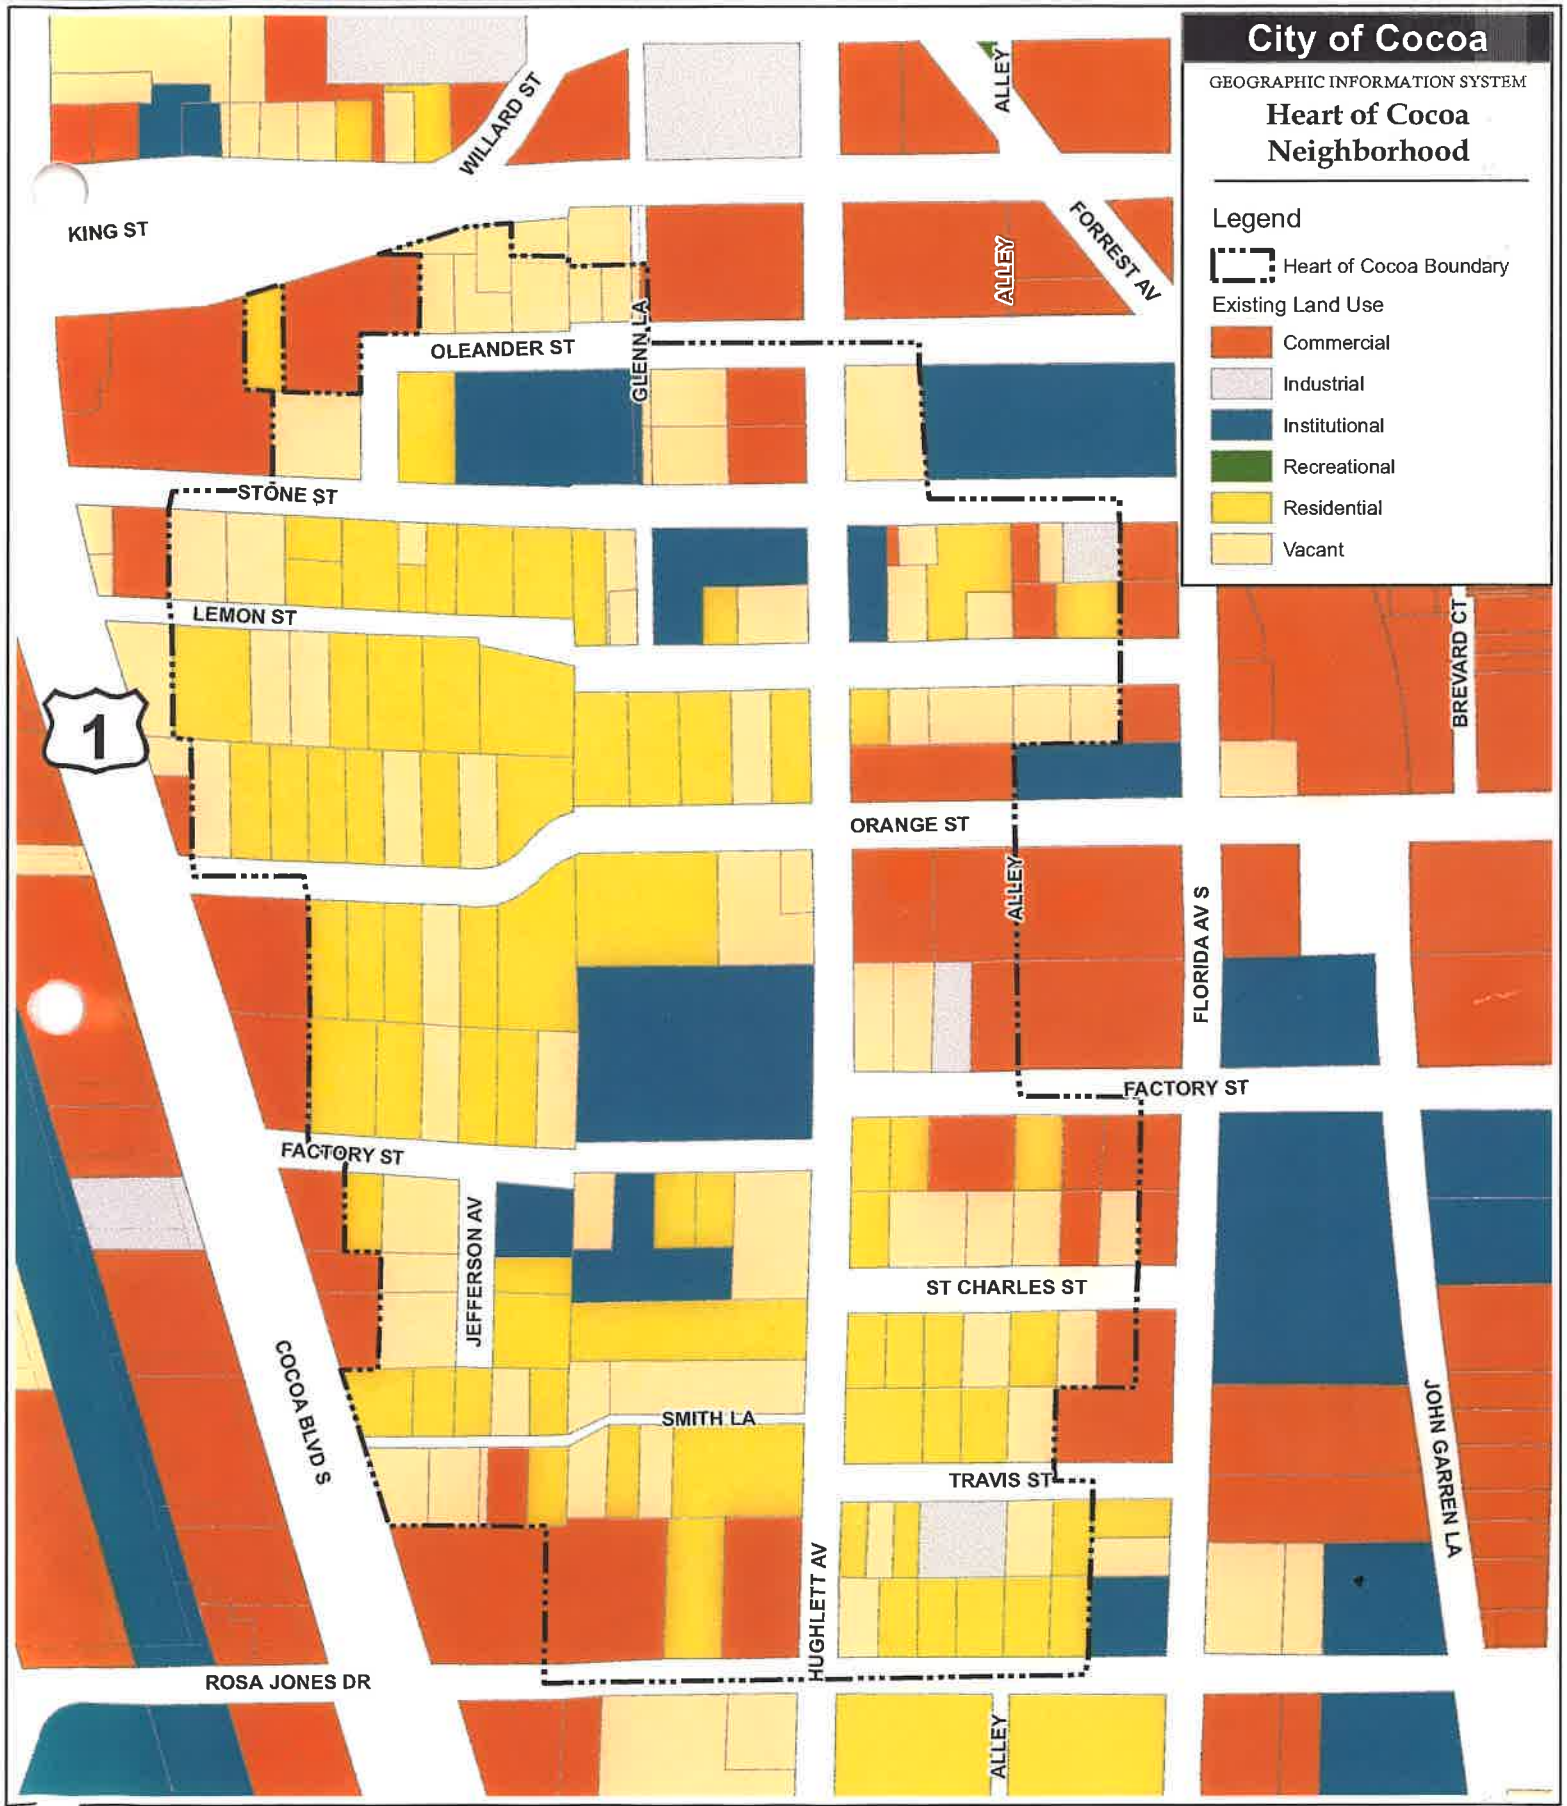 City of Cocoa
GEOGRAPHIC INFORMATION SYSTEM
Heart of Cocoa
Neighborhood
Legend
Heart of Cocoa Boundary
Existing Land Use
Commercial
Industrial
Institutional
Recreational
Residential
Vacant
WILLARD ST
ALLEY
KING ST
FORREST AV
ALLEY
GLENN LA
OLEANDER ST
STONE ST
LEMON ST
BREVARD CT
1
ORANGE ST
ALLEY
FLORIDA AV S
FACTORY ST
FACTORY ST
JEFFERSON AV
ST CHARLES ST
COCOA BLVD S
SMITH LA
JOHN GARREN LA
TRAVIS ST
HUGHLETT AV
ROSA JONES DR
ALLEY